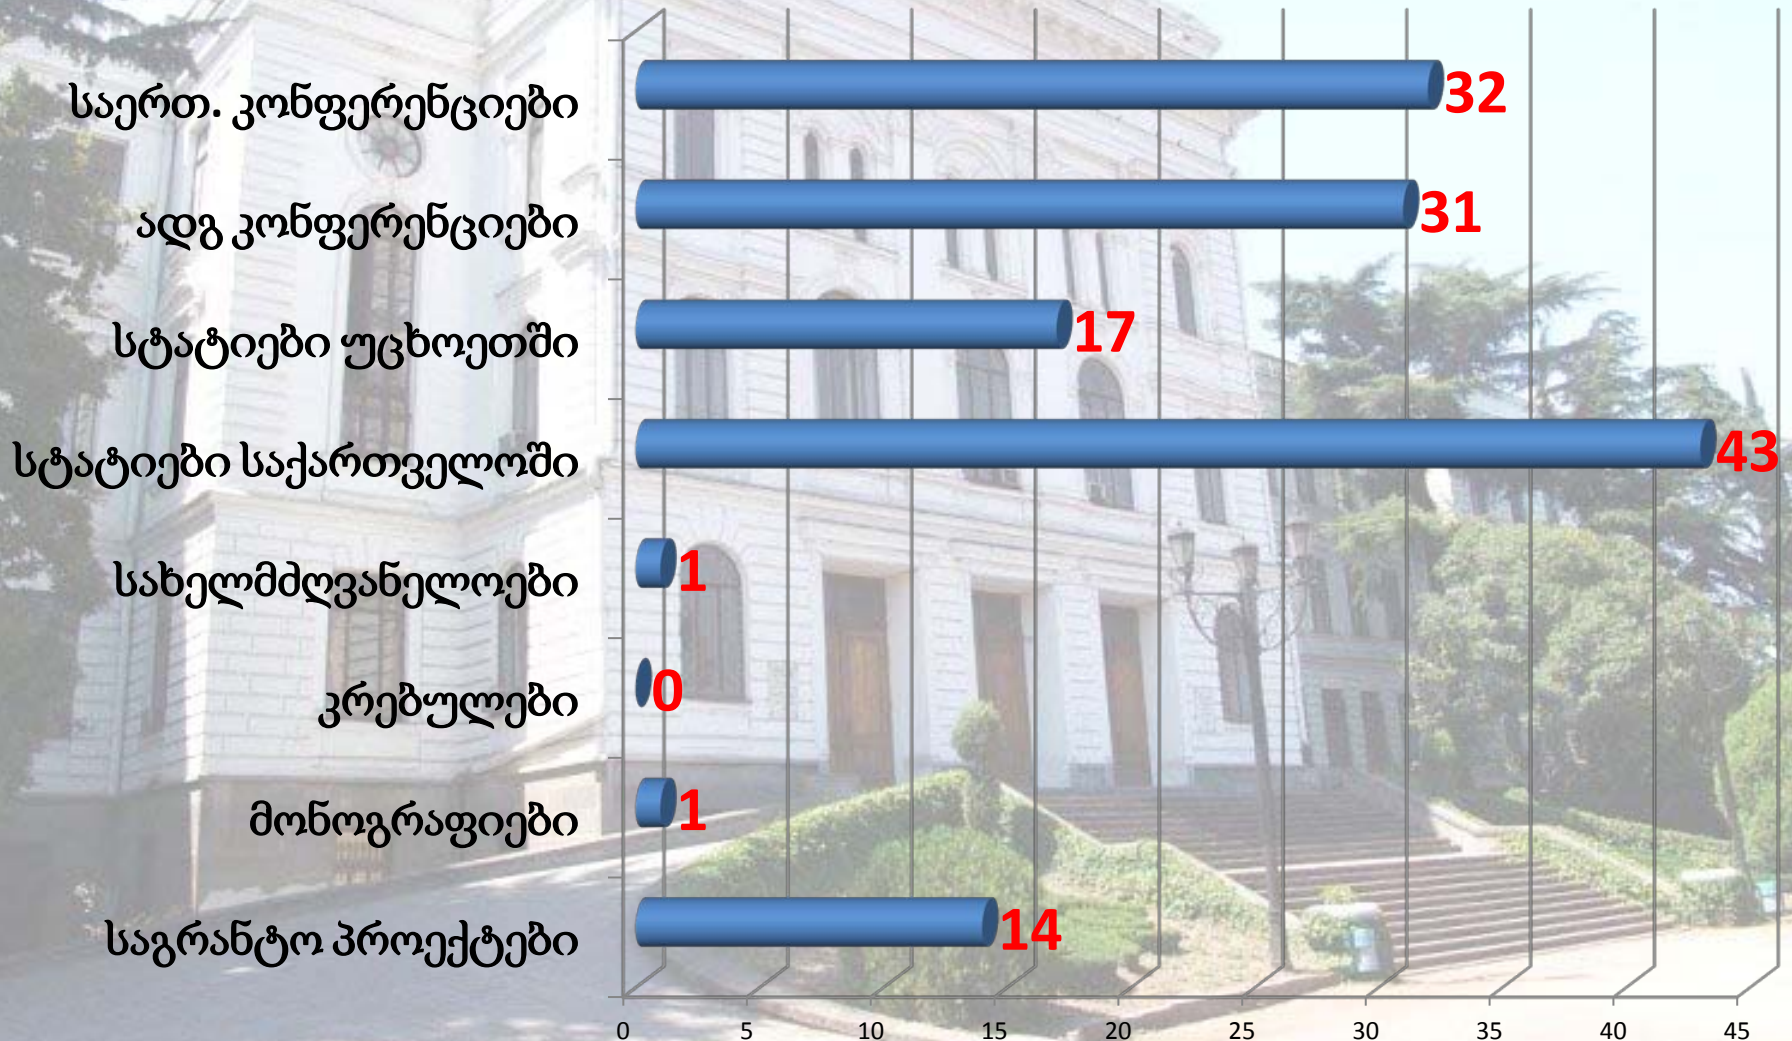 საერთ. კონფერენციები 32
ადგ კონფერენციები 31
სტატიები უცხოეთში 17
სტატიები საქართველოში 43
სახელმძღვანელოები 1
კრებულები 0
მონოგრაფიები 1
საგრანტო პროექტები 14
0 5 10 15 20 25 30 35 40 45